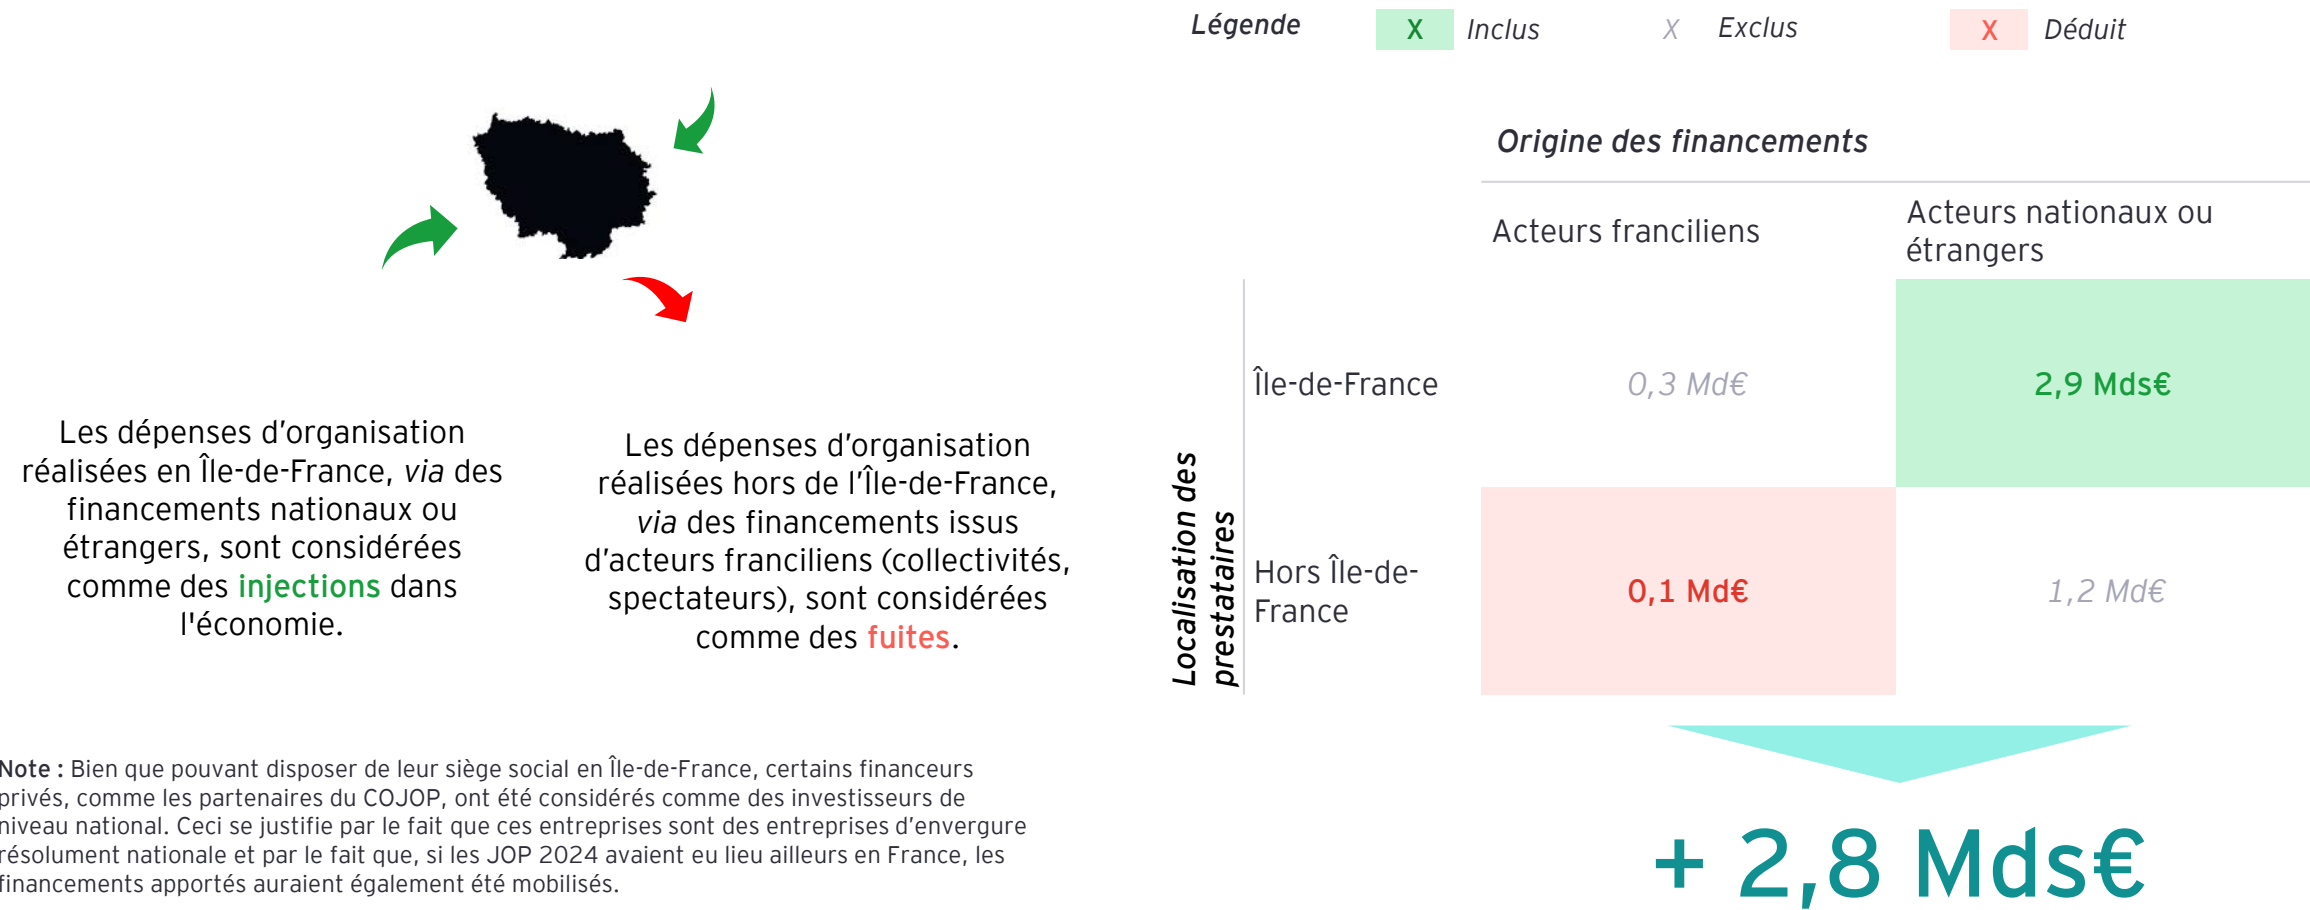 Légende
X Inclus
X Exclus
X Déduit
Les dépenses d’organisation
réalisées en Île-de-France, via des
financements nationaux ou
étrangers, sont considérées
comme des injections dans
l'économie.
Les dépenses d’organisation
réalisées hors de l’Île-de-France,
via des financements issus
d’acteurs franciliens (collectivités,
spectateurs), sont considérées
comme des fuites.
Note : Bien que pouvant disposer de leur siège social en Île-de-France, certains financeurs
privés, comme les partenaires du COJOP, ont été considérés comme des investisseurs de
niveau national. Ceci se justifie par le fait que ces entreprises sont des entreprises d’envergure
résolument nationale et par le fait que, si les JOP 2024 avaient eu lieu ailleurs en France, les
financements apportés auraient également été mobilisés.
Origine des financements
Acteurs franciliens
Acteurs nationaux ou
étrangers
Localisation des
prestataires
Île-de-France
0,3 Md€
2,9 Mds€
Hors Île-de-
France
0,1 Md€
1,2 Md€
+ 2,8 Mds€